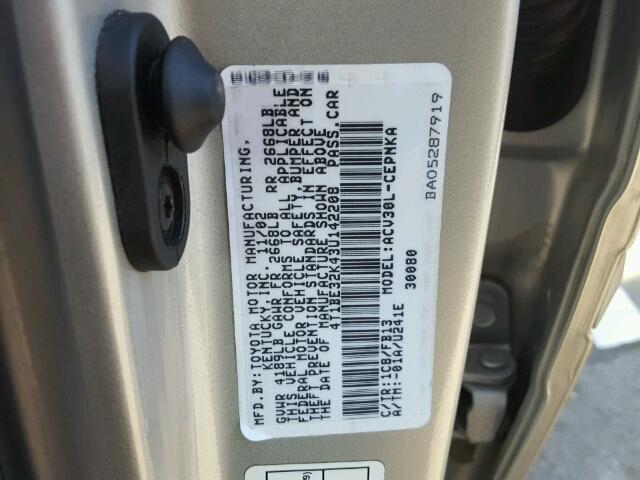 MFD.BY:TOYOTA MOTOR MANUFACTURING,
KENTUCKY, INC. 11/02
GVWR 4189LB GAWR FR 2668LB RR 2668LB
THIS VEHICLE CONFORMS TO ALL APPLICABLE
FEDERAL MOTOR VEHICLE SAFETY, BUMPER AND
THEFT PREVENTION STANDARDS IN EFFECT ON
THE DATE OF MANUFACTURE SHOWN ABOVE
4T1BE32K43U142208 PASS.CAR
C/TR:1C8/FB13 MODEL:ACV30L-CEPNKA
A/TM:-01A/U241E 30080
BA05287919